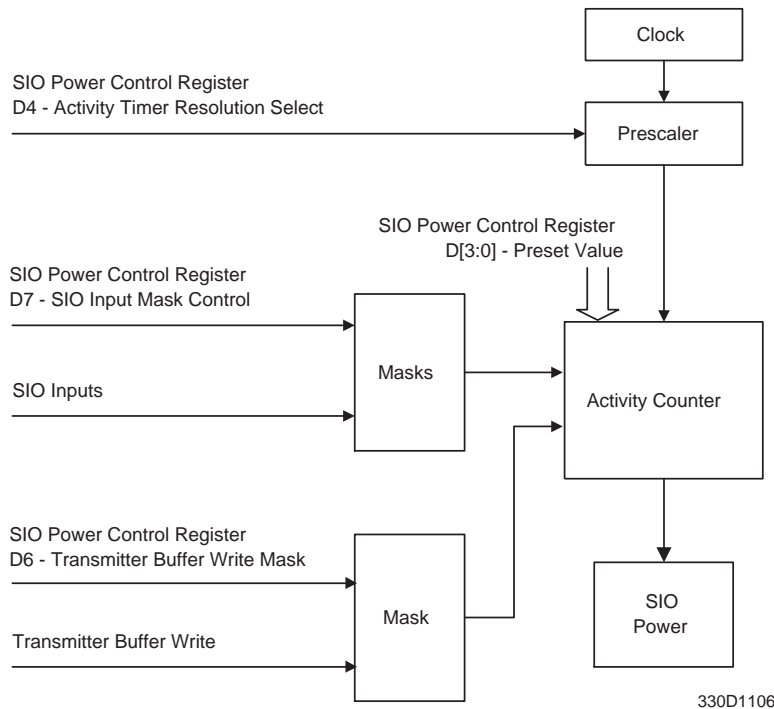 Clock
SIO Power Control Register
D4 - Activity Timer Resolution Select
Prescaler
SIO Power Control Register
D[3:0] - Preset Value
SIO Power Control Register
D7 - SIO Input Mask Control
Masks
SIO Inputs
Activity Counter
SIO Power Control Register
D6 - Transmitter Buffer Write Mask
Mask
Transmitter Buffer Write
SIO
Power
330D1106